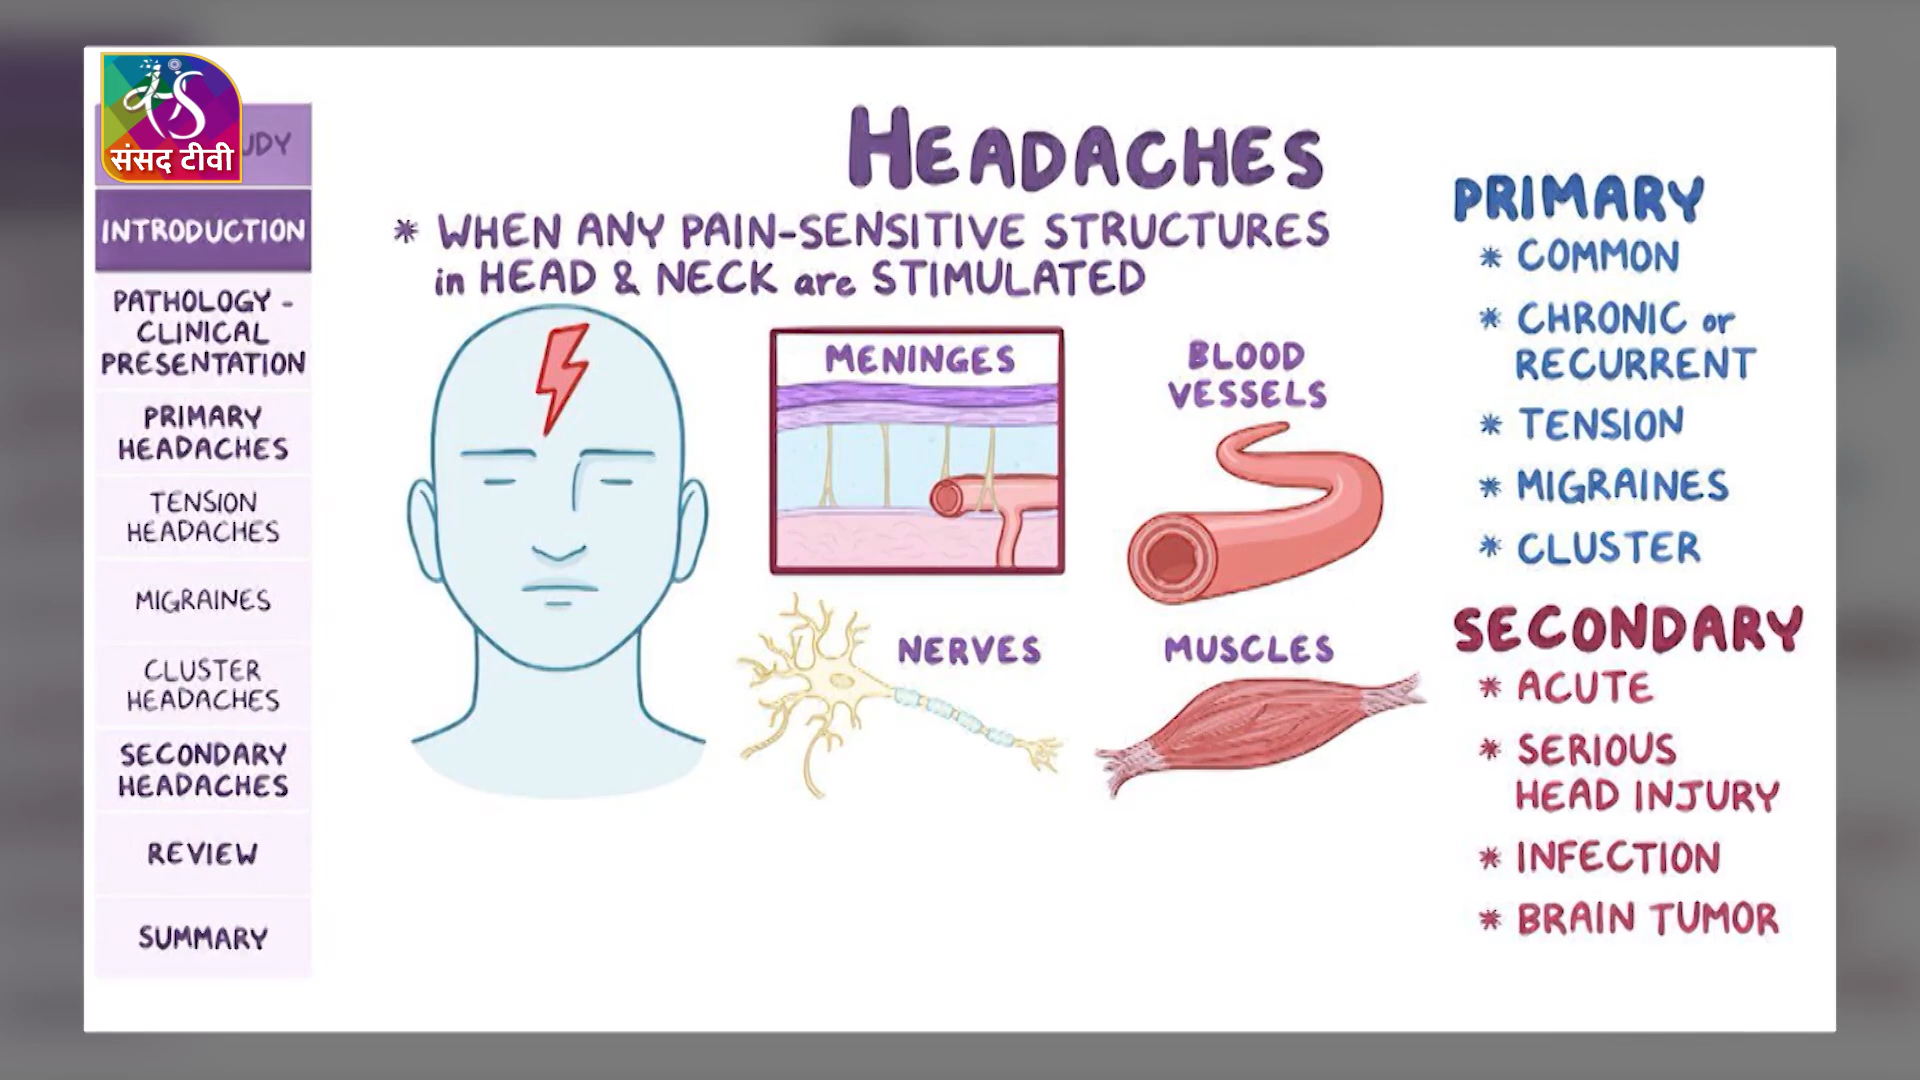 संसद टीवी
UDY
INTRODUCTION
PATHOLOGY -
CLINICAL
PRESENTATION
PRIMARY
HEADACHES
TENSION
HEADACHES
MIGRAINES
CLUSTER
HEADACHES
SECONDARY
HEADACHES
REVIEW
SUMMARY
HEADACHES
* WHEN ANY PAIN-SENSITIVE STRUCTURES
in HEAD & NECK are STIMULATED
MENINGES
BLOOD
VESSELS
NERVES
MUSCLES
PRIMARY
* COMMON
* CHRONIC or
RECURRENT
* TENSION
* MIGRAINES
* CLUSTER
SECONDARY
* ACUTE
* SERIOUS
HEAD INJURY
* INFECTION
* BRAIN TUMOR